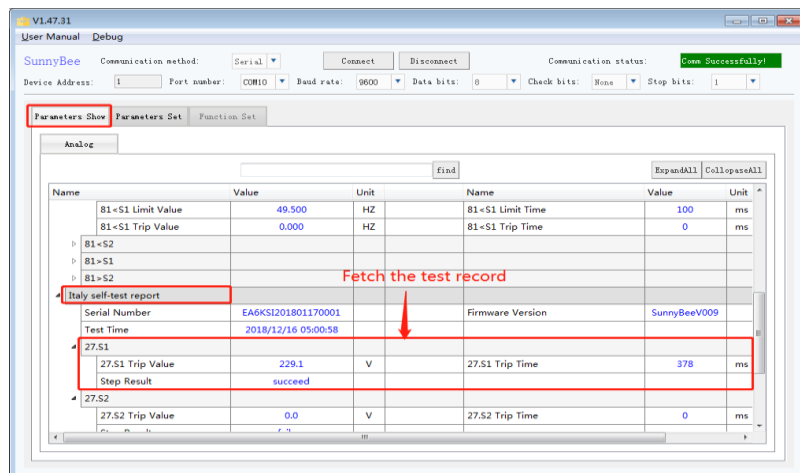 V1.47.31
User Manual Debug
SunnyBee Communication method: Serial Connect Disconnect Communication status: Comm Successfully!
Device Address: 1 Port number: COM10 Baud rate: 9600 Data bits: 8 Check bits: None Stop bits: 1
Parameters Show Parameters Set Function Set
Analog
find ExpandAll CollopaseAll
Name Value Unit Name Value Unit
81<S1 Limit Value 49.500 HZ 81<S1 Limit Time 100 ms
81<S1 Trip Value 0.000 HZ 81<S1 Trip Time 0 ms
81<S2
81>S1
81>S2
Fetch the test record
Italy self-test report
Serial Number EA6KSI201801170001 Firmware Version SunnyBeeV009
Test Time 2018/12/16 05:00:58
27.S1
27.S1 Trip Value 229.1 V 27.S1 Trip Time 378 ms
Step Result succeed
27.S2
27.S2 Trip Value 0.0 V 27.S2 Trip Time 0 ms